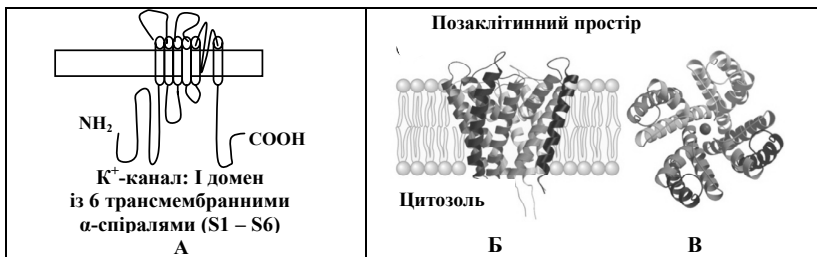 NH₂
COOH
К⁺-канал: І домен
із 6 трансмембранними
α-спіралями (S1 – S6)
А
Позаклітинний простір
Цитозоль
Б
В